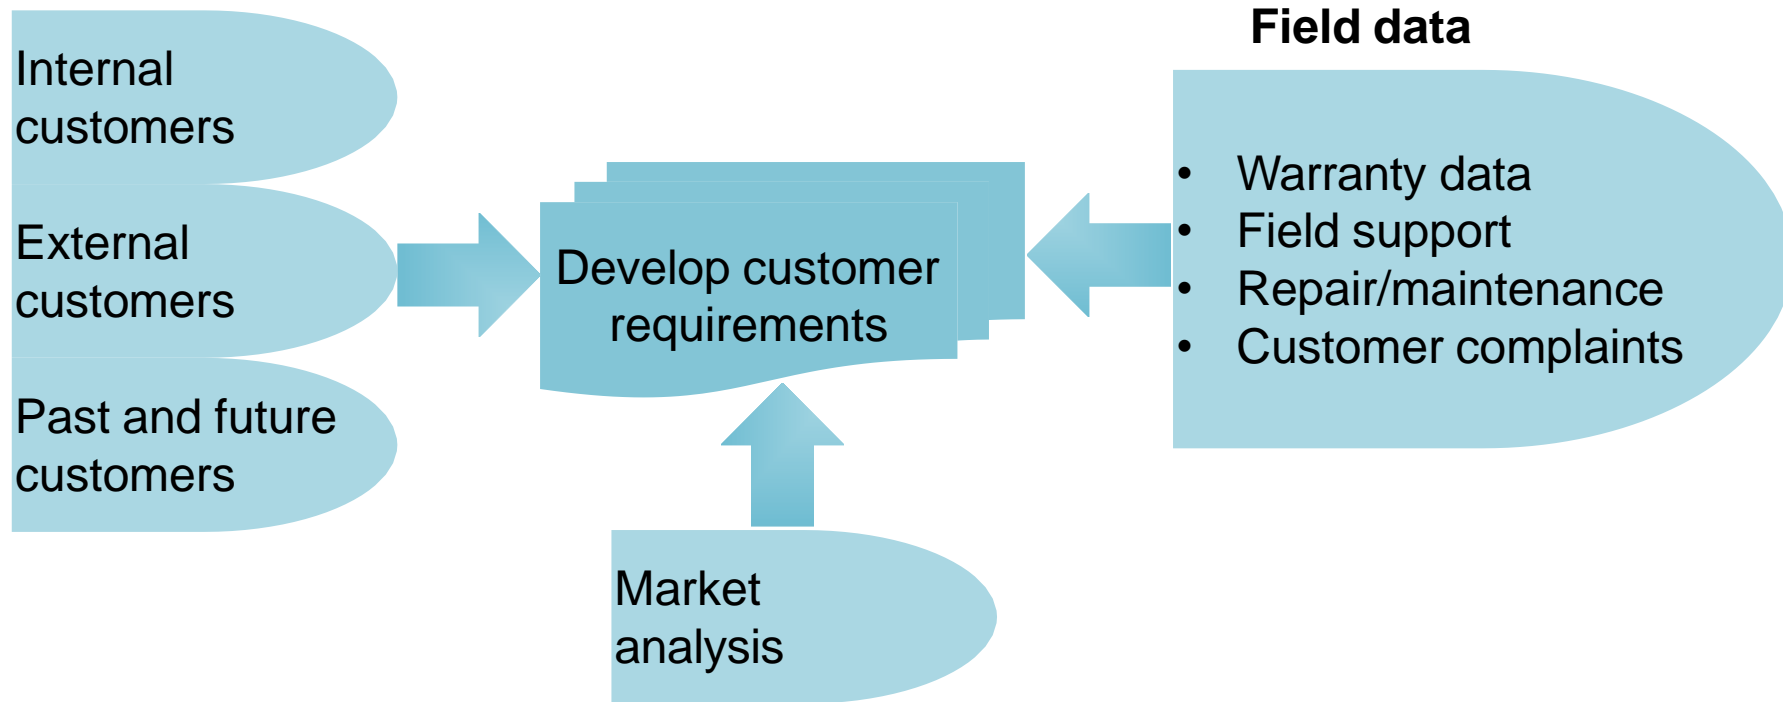 Internal
customers
External
customers
Past and future
customers
Develop customer
requirements
Market
analysis
Field data
• Warranty data
• Field support
• Repair/maintenance
• Customer complaints